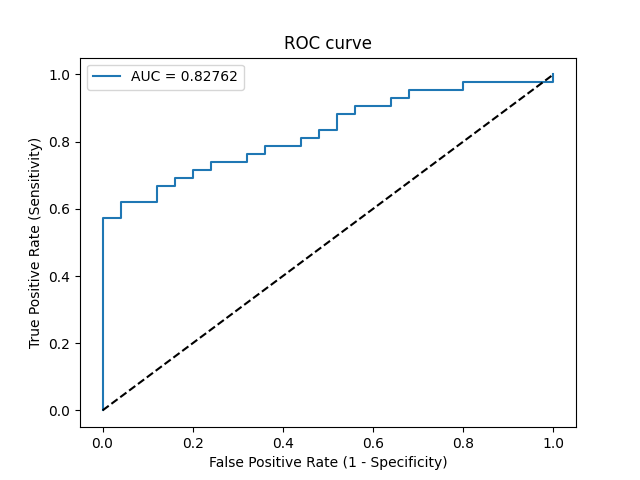 ROC curve
AUC = 0.82762
True Positive Rate (Sensitivity)
1.0
0.8
0.6
0.4
0.2
0.0
0.0 0.2 0.4 0.6 0.8 1.0
False Positive Rate (1 - Specificity)